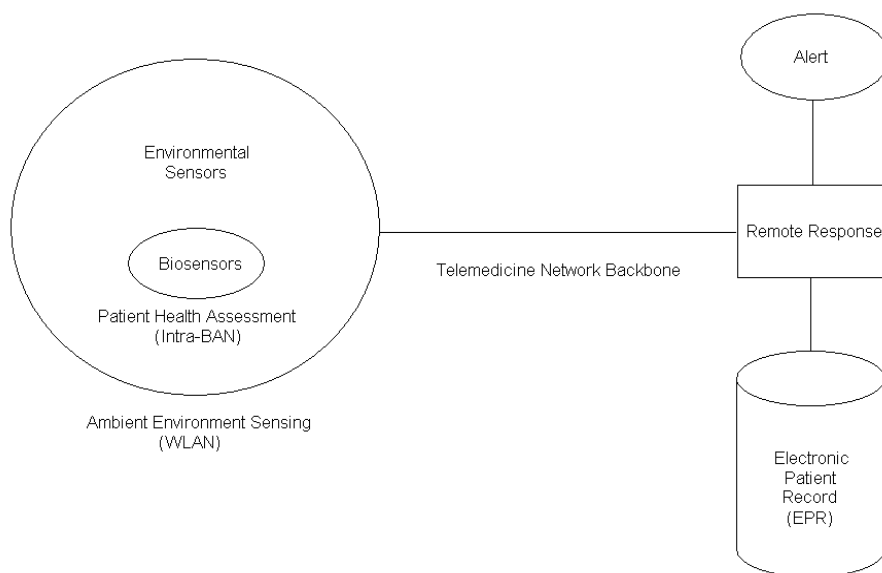 Alert
Environmental
Sensors
Biosensors
Patient Health Assessment
(Intra-BAN)
Ambient Environment Sensing
(WLAN)
Telemedicine Network Backbone
Remote Response
Electronic
Patient
Record
(EPR)